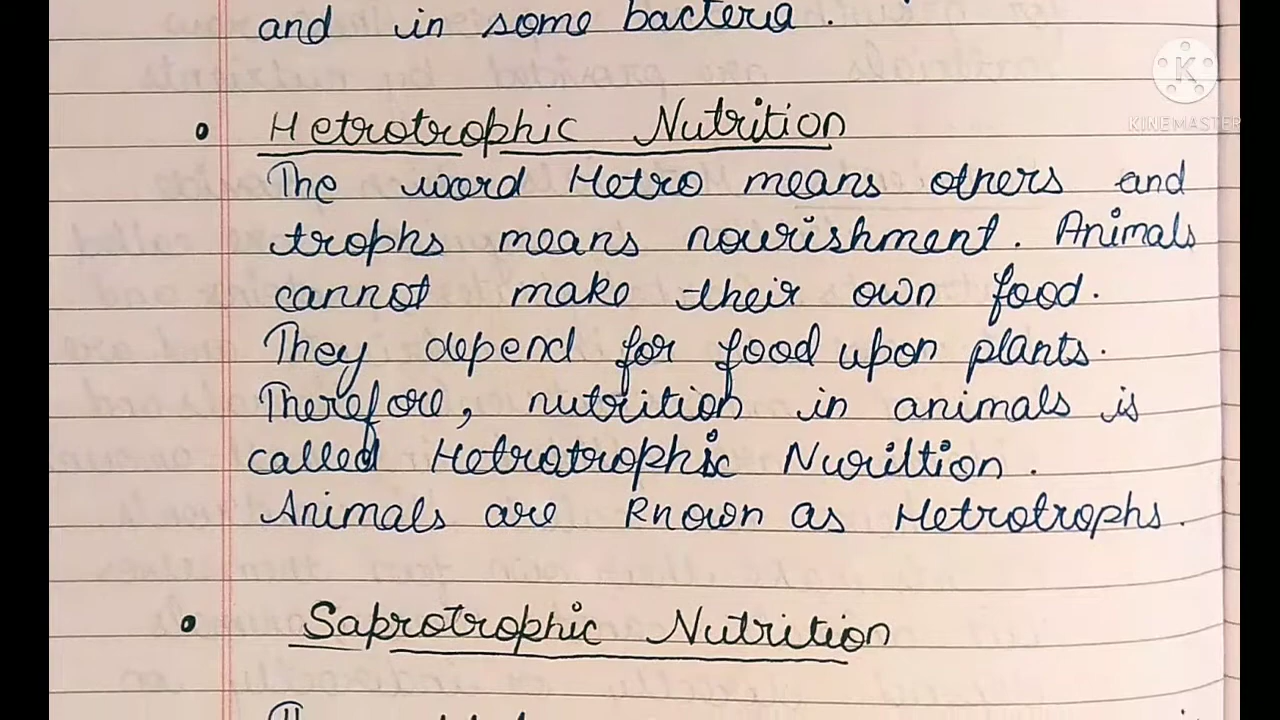 and in some bacteria.
KINEMASTER
• Hetrotrophic Nutrition
The word Hetro means others and
trophs means nourishment. Animals
cannot make their own food.
They depend for food upon plants.
Therefore, nutrition in animals is
called Hetrotrophic Nuriltion.
Animals are known as Hetrotrophs.
• Saprotrophic Nutrition